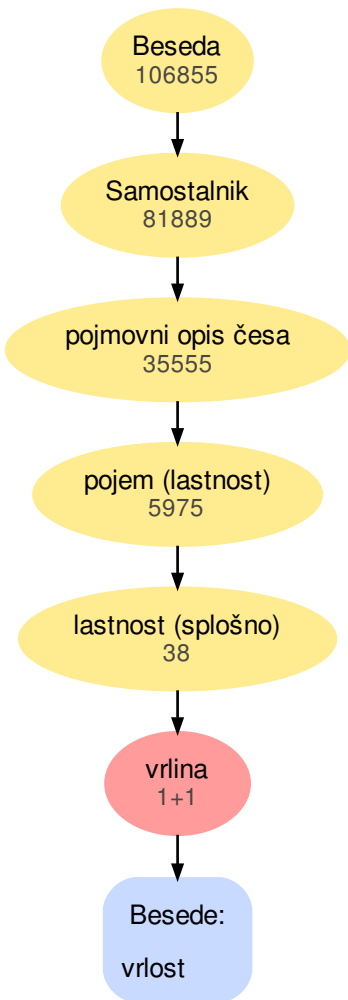 Beseda
106855
Samostalnik
81889
pojmovni opis česa
35555
pojem (lastnost)
5975
lastnost (splošno)
38
vrlina
1+1
Besede:
vrlost